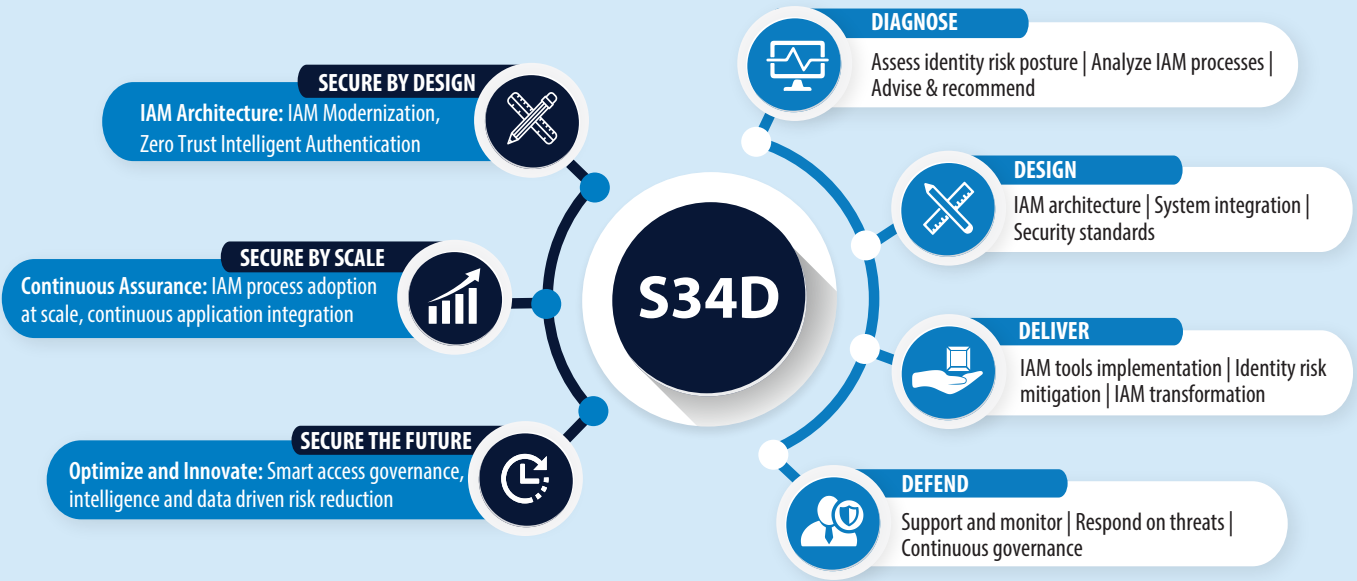 SECURE BY DESIGN
IAM Architecture: IAM Modernization,
Zero Trust Intelligent Authentication
SECURE BY SCALE
Continuous Assurance: IAM process adoption
at scale, continuous application integration
SECURE THE FUTURE
Optimize and Innovate: Smart access governance,
intelligence and data driven risk reduction
S34D
DIAGNOSE
Assess identity risk posture | Analyze IAM processes |
Advise & recommend
DESIGN
IAM architecture | System integration |
Security standards
DELIVER
IAM tools implementation | Identity risk
mitigation | IAM transformation
DEFEND
Support and monitor | Respond on threats |
Continuous governance